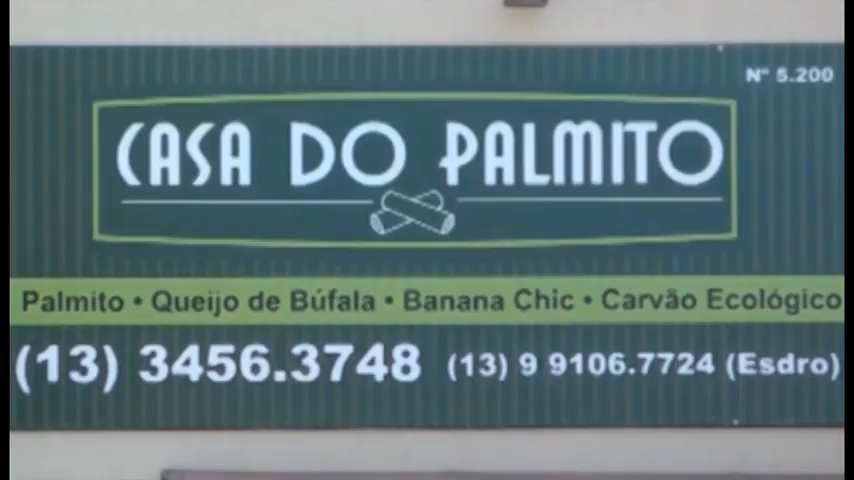 Nº 5.200
CASA DO PALMITO
Palmito • Queijo de Búfala • Banana Chic • Carvão Ecológico
(13) 3456.3748 (13) 9 9106.7724 (Esdro)